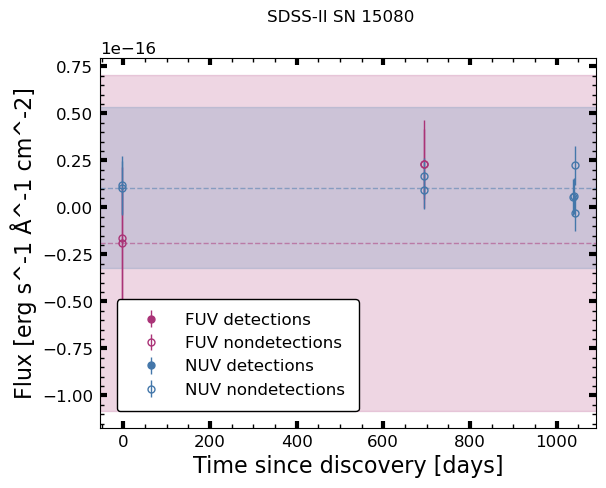 SDSS-II SN 15080
1e−16
0.75
0.50
0.25
0.00
−0.25
−0.50
−0.75
−1.00
Flux [erg s^-1 Å^-1 cm^-2]
FUV detections
FUV nondetections
NUV detections
NUV nondetections
0 200 400 600 800 1000
Time since discovery [days]